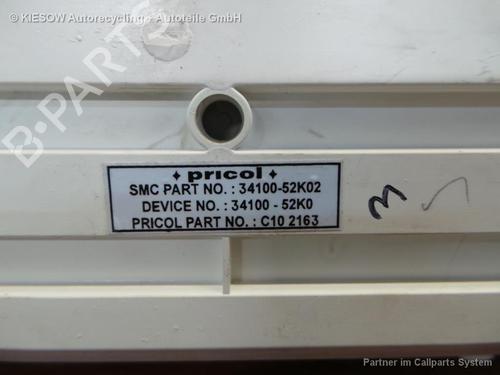 © KIESOW Autorecycling + Autoteile GmbH
B-PARTS
pricol
SMC PART NO. : 34100-52K02
DEVICE NO. : 34100 - 52K0
PRICOL PART NO. : C10 2163
3
Partner im Callparts System